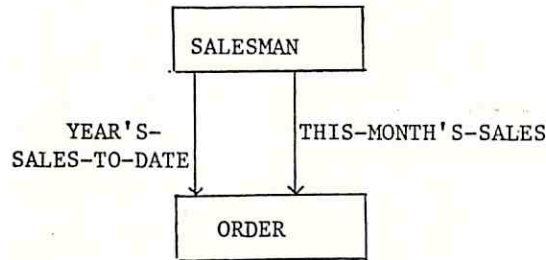 SALESMAN
YEAR'S-
SALES-TO-DATE
THIS-MONTH'S-SALES
ORDER